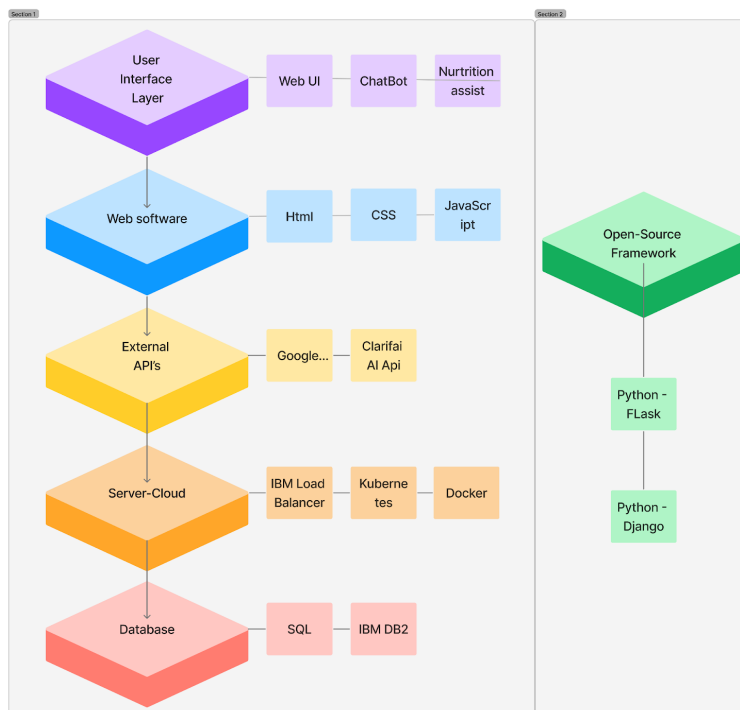 Section 1
Section 2
User
Interface
Layer
Web UI
ChatBot
Nurtrition
assist
Web software
Html
CSS
JavaScr
ipt
External
API's
Google...
Clarifai
AI Api
Server-Cloud
IBM Load
Balancer
Kuberne
tes
Docker
Database
SQL
IBM DB2
Open-Source
Framework
Python -
FLask
Python -
Django